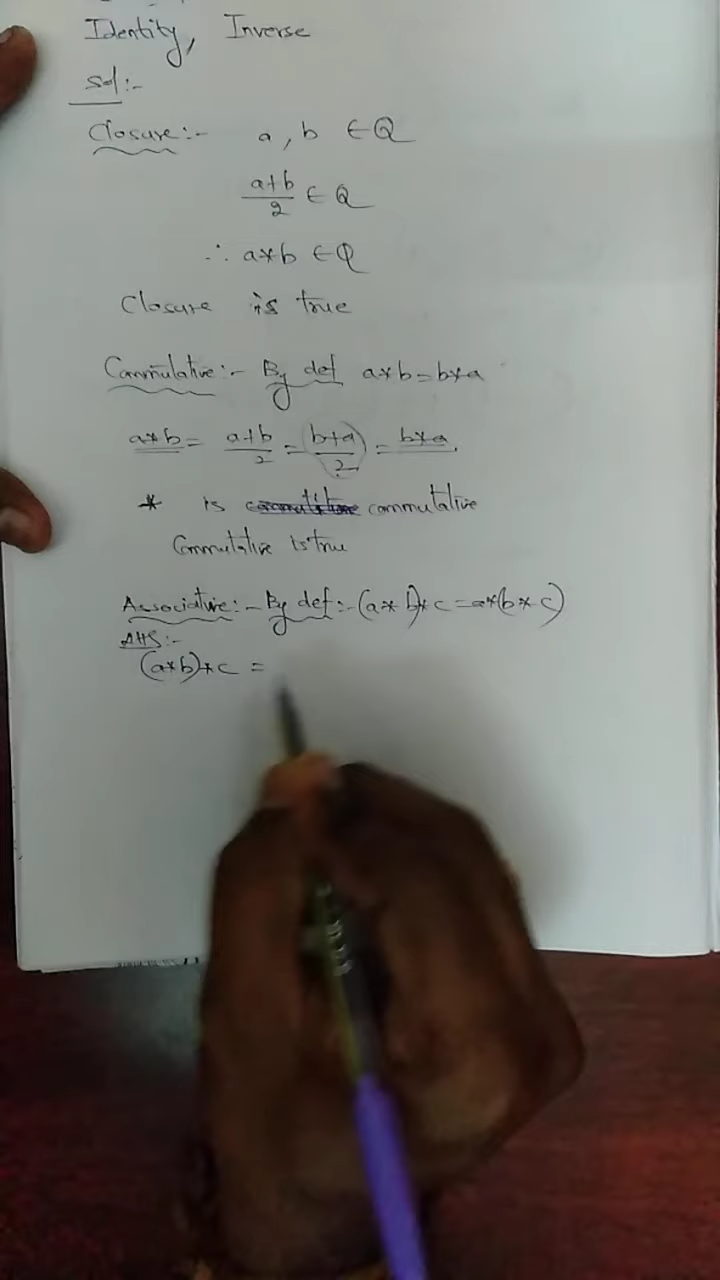 Identity, Inverse
Sol:-
Closure:- a, b ∈ Q
a+b/2 ∈ Q
∴ a*b ∈ Q
Closure is true
Commutative:- By def a*b=b*a
a*b = a+b/2 = b+a/2 = b*a.
* is commutative
Commutative is true
Associative:- By def:- (a*b)*c=a*(b*c)
LHS:-
(a*b)*c =